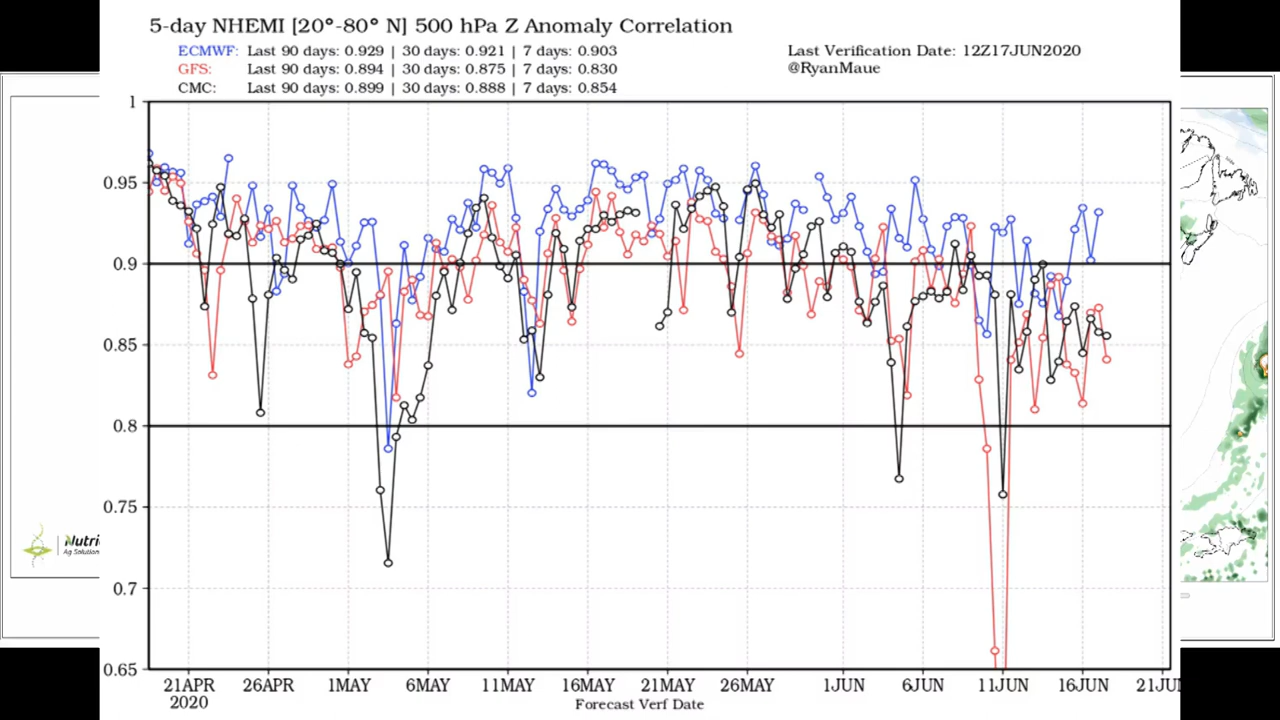 5-day NHEMI [20°-80° N] 500 hPa Z Anomaly Correlation
ECMWF: Last 90 days: 0.929 | 30 days: 0.921 | 7 days: 0.903
GFS: Last 90 days: 0.894 | 30 days: 0.875 | 7 days: 0.830
CMC: Last 90 days: 0.899 | 30 days: 0.888 | 7 days: 0.854
Last Verification Date: 12Z17JUN2020
@RyanMaue
1
0.95
0.9
0.85
0.8
0.75
0.7
0.65
21APR 26APR 1MAY 6MAY 11MAY 16MAY 21MAY 26MAY 1JUN 6JUN 11JUN 16JUN 21JU
2020
Forecast Verf Date
Nutri
Ag Solution